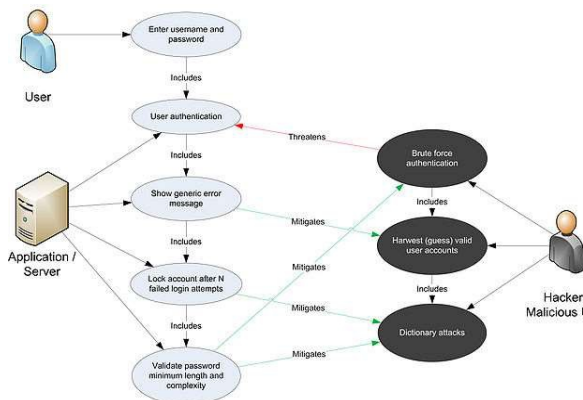 Enter username and
password
User
Includes
User authentication
Threatens
Brute force
authentication
Includes
Includes
Show generic error
message
Mitigates
Harvest (guess) valid
user accounts
Application /
Server
Includes
Mitigates
Includes
Lock account after N
failed login attempts
Hacker
Malicious U
Mitigates
Dictionary attacks
Includes
Mitigates
Validate password
minimum length and
complexity